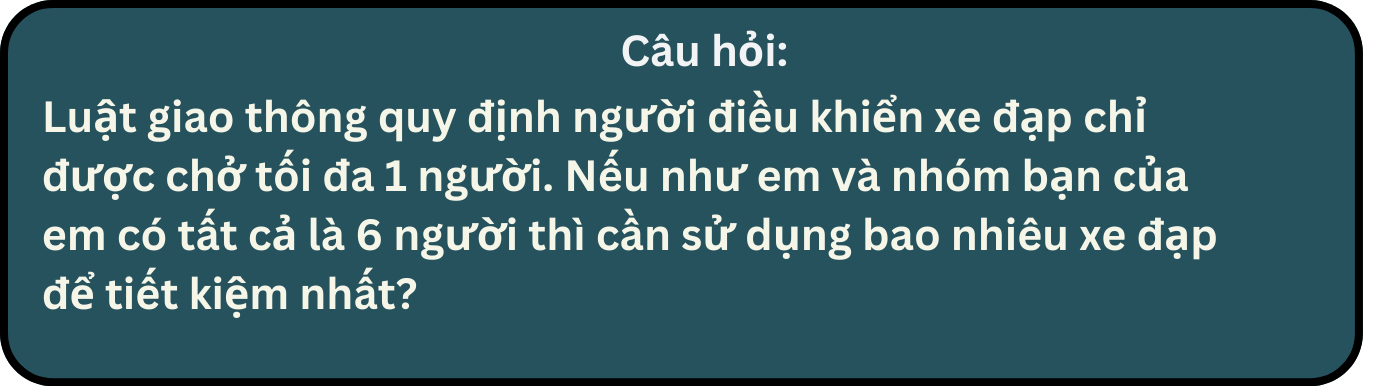 Câu hỏi:
Luật giao thông quy định người điều khiển xe đạp chỉ
được chở tối đa 1 người. Nếu như em và nhóm bạn của
em có tất cả là 6 người thì cần sử dụng bao nhiêu xe đạp
để tiết kiệm nhất?